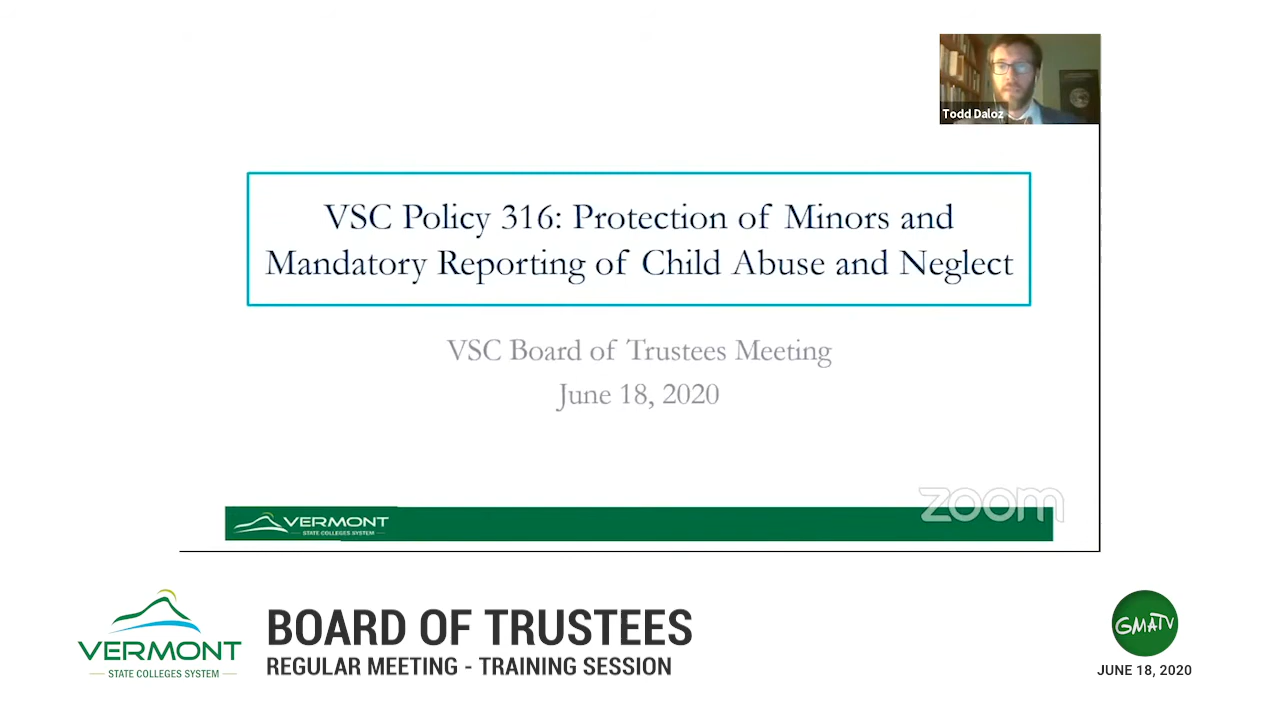 Todd Daloz
VSC Policy 316: Protection of Minors and
Mandatory Reporting of Child Abuse and Neglect
VSC Board of Trustees Meeting
June 18, 2020
zoom
VERMONT
STATE COLLEGES SYSTEM
VERMONT
STATE COLLEGES SYSTEM
BOARD OF TRUSTEES
REGULAR MEETING - TRAINING SESSION
GMATV
JUNE 18, 2020